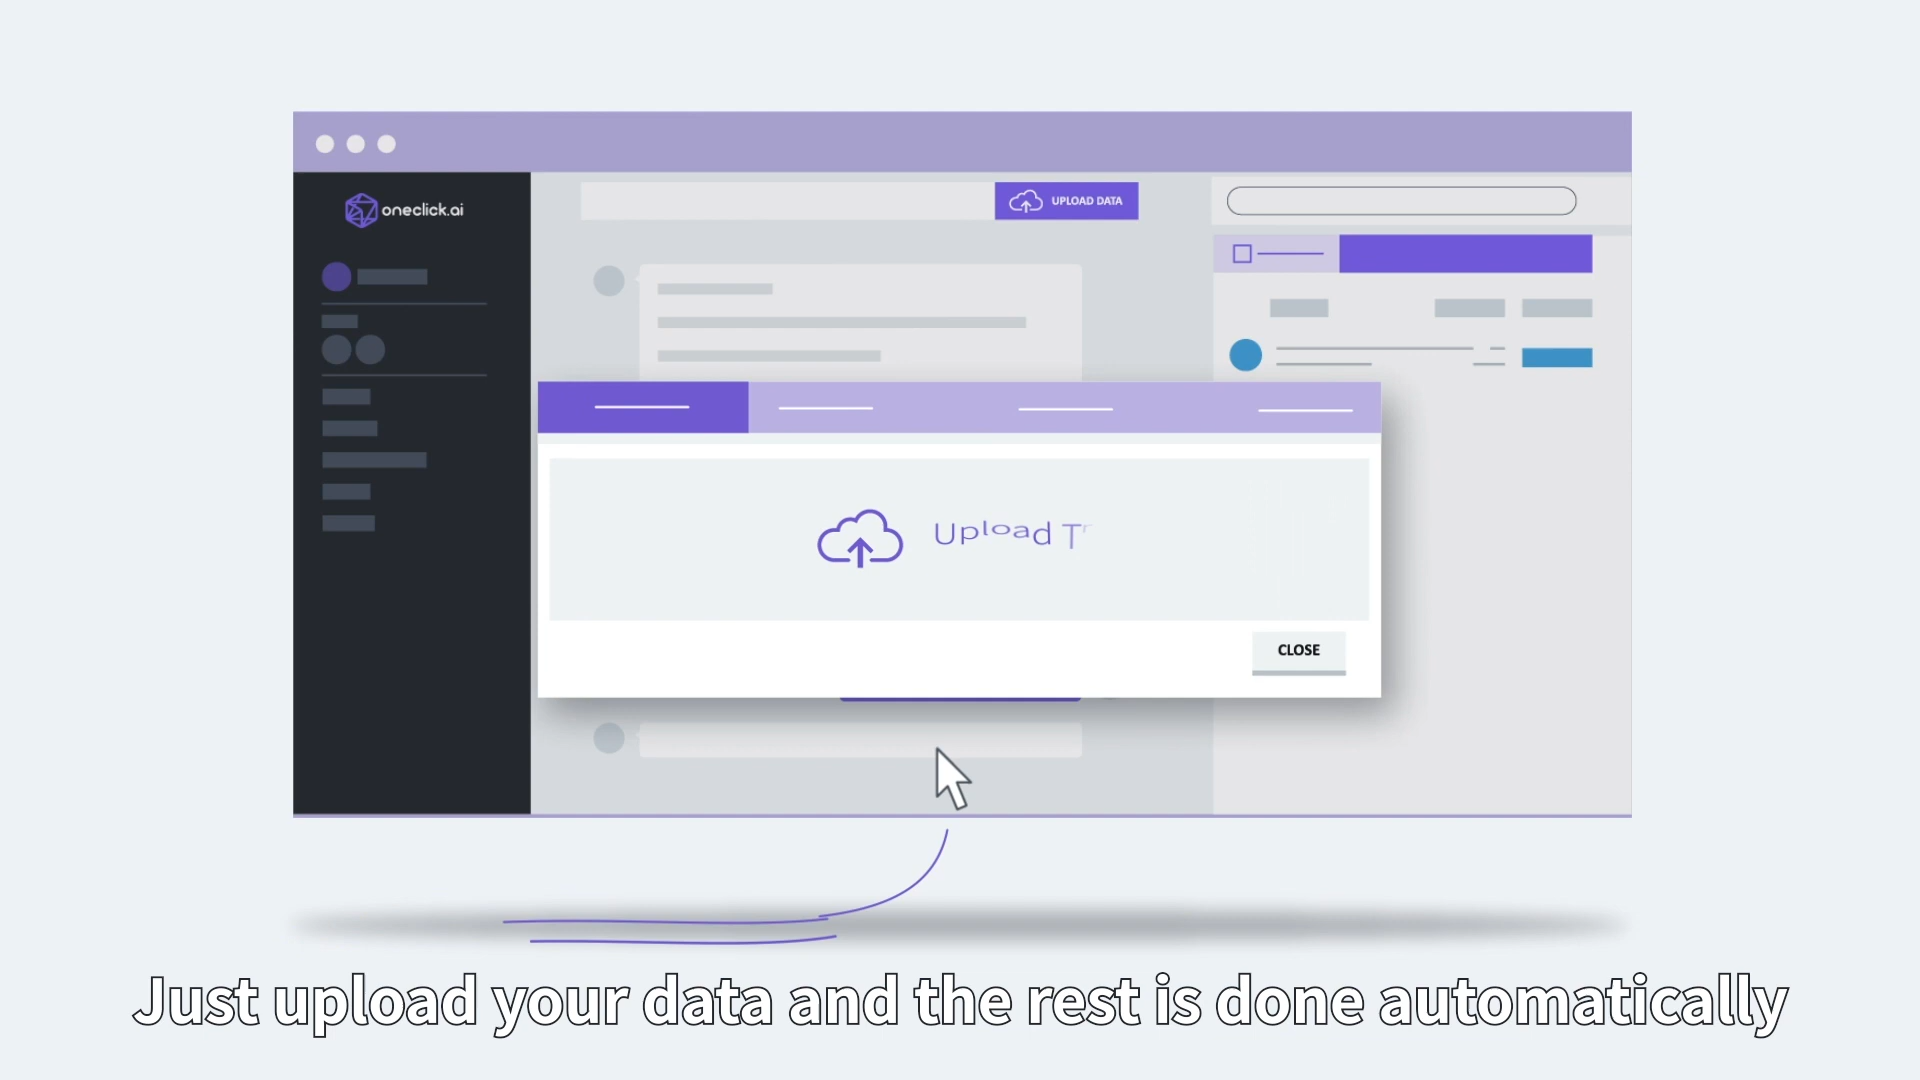 oneclick.ai
UPLOAD DATA
Upload
CLOSE
Just upload your data and the rest is done automatically